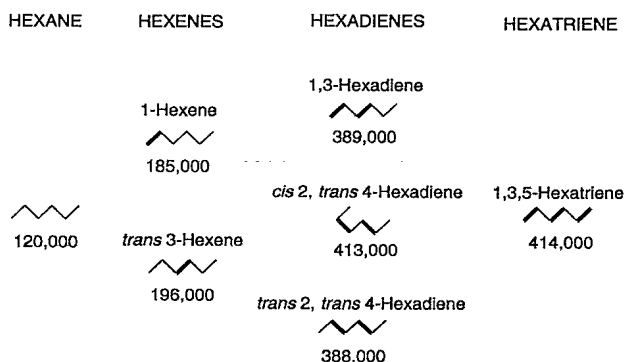 HEXANE HEXENES HEXADIENES HEXATRIENE
1,3-Hexadiene
389,000
1-Hexene
185,000
cis 2, trans 4-Hexadiene
413,000
1,3,5-Hexatriene
414,000
120,000
trans 3-Hexene
196,000
trans 2, trans 4-Hexadiene
388,000